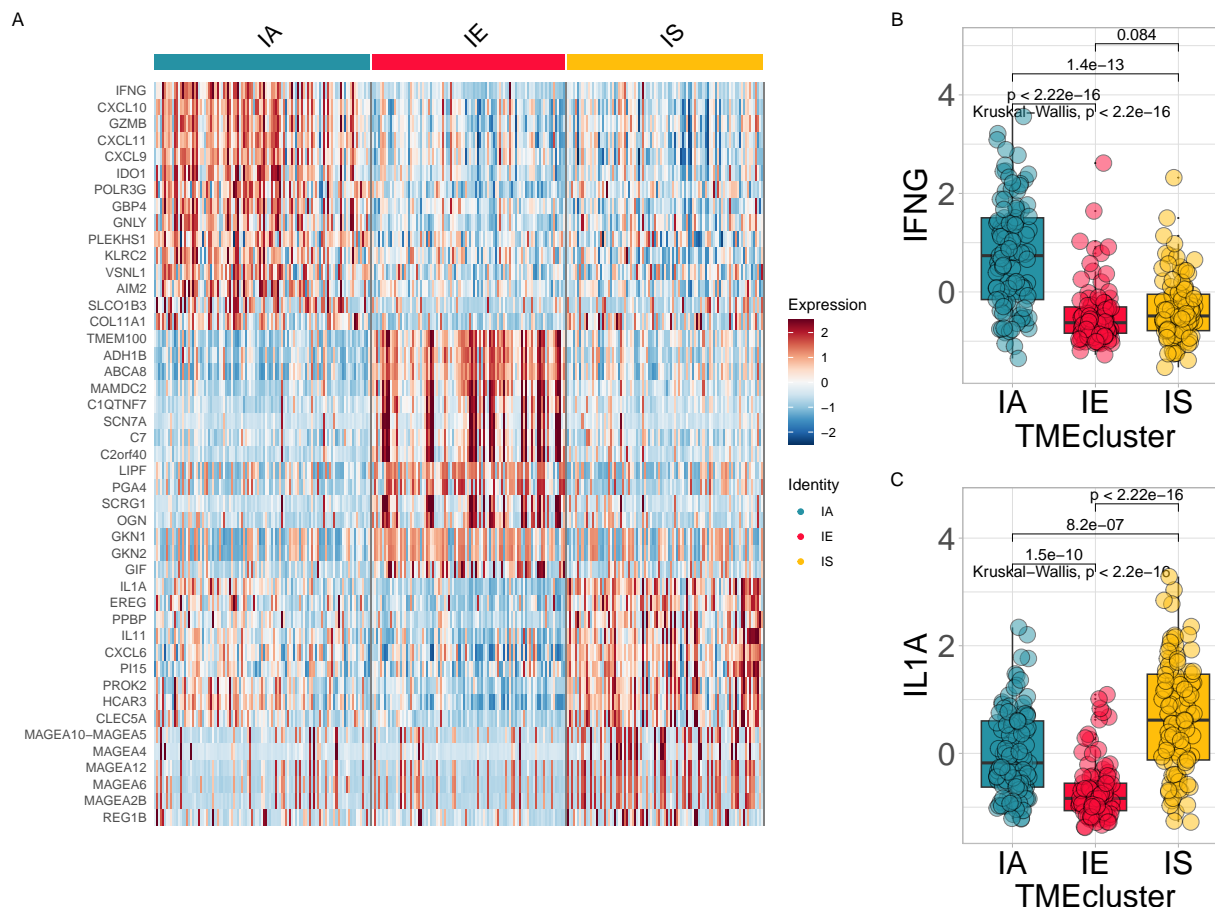 A
IA
IE
IS
IFNG
CXCL10
GZMB
CXCL11
CXCL9
IDO1
POLR3G
GBP4
GNLY
PLEKHS1
KLRC2
VSNL1
AIM2
SLCO1B3
COL11A1
TMEM100
ADH1B
ABCA8
MAMDC2
C1QTNF7
SCN7A
C7
C2orf40
LIPF
PGA4
SCRG1
OGN
GKN1
GKN2
GIF
IL1A
EREG
PPBP
IL11
CXCL6
PI15
PROK2
HCAR3
CLEC5A
MAGEA10−MAGEA5
MAGEA4
MAGEA12
MAGEA6
MAGEA2B
REG1B
Expression
2
1
0
−1
−2
Identity
IA
IE
IS
B
0.084
1.4e−13
p < 2.22e−16
Kruskal−Wallis, p < 2.2e−16
4
2
0
IFNG
IA
IE
IS
TMEcluster
C
p < 2.22e−16
8.2e−07
1.5e−10
Kruskal−Wallis, p < 2.2e−16
4
2
0
IL1A
IA
IE
IS
TMEcluster